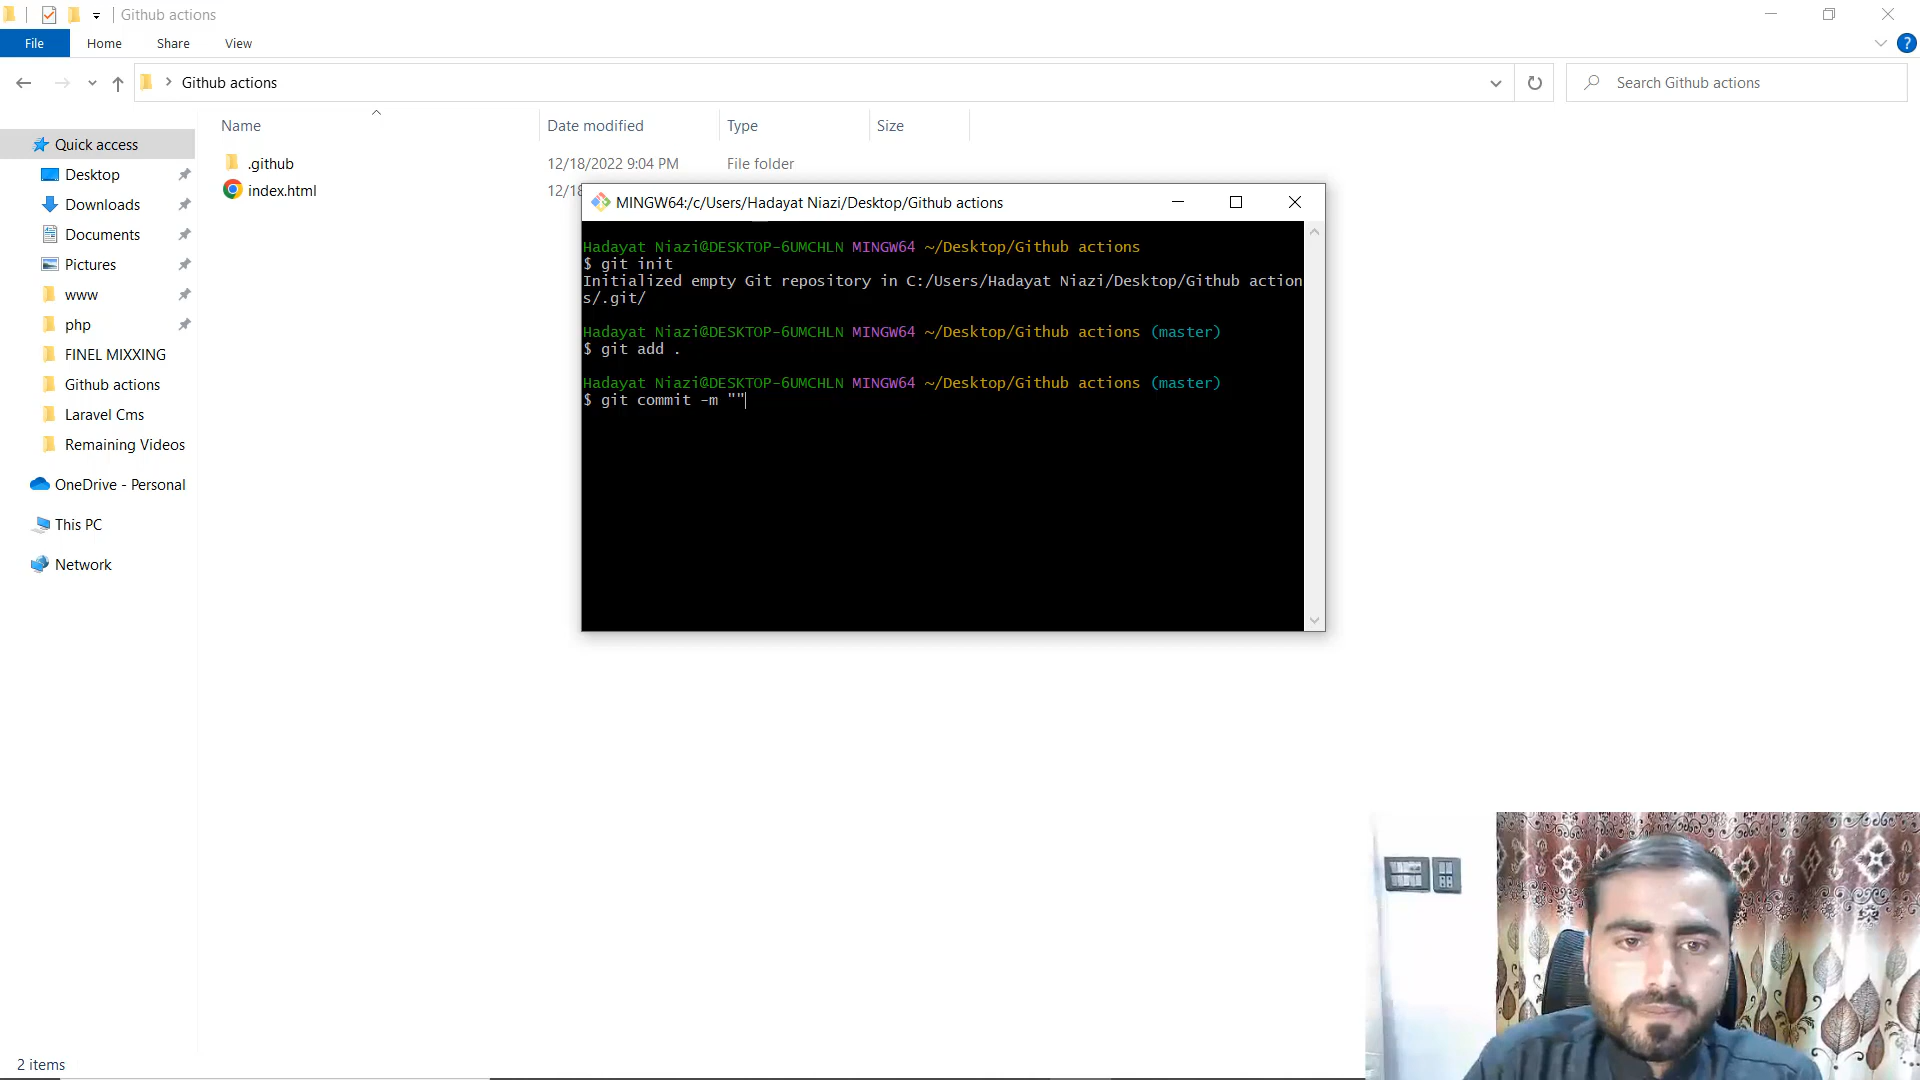 Github actions
File
Home
Share
View
?
Github actions
Search Github actions
Name
Date modified
Type
Size
Quick access
Desktop
Downloads
Documents
Pictures
www
php
FINEL MIXXING
Github actions
Laravel Cms
Remaining Videos
OneDrive - Personal
This PC
Network
.github
12/18/2022 9:04 PM
File folder
index.html
12/18
MINGW64:/c/Users/Hadayat Niazi/Desktop/Github actions
Hadayat Niazi@DESKTOP-6UMCHLN MINGW64 ~/Desktop/Github actions
$ git init
Initialized empty Git repository in C:/Users/Hadayat Niazi/Desktop/Github action
s/.git/
Hadayat Niazi@DESKTOP-6UMCHLN MINGW64 ~/Desktop/Github actions (master)
$ git add .
Hadayat Niazi@DESKTOP-6UMCHLN MINGW64 ~/Desktop/Github actions (master)
$ git commit -m ""
2 items